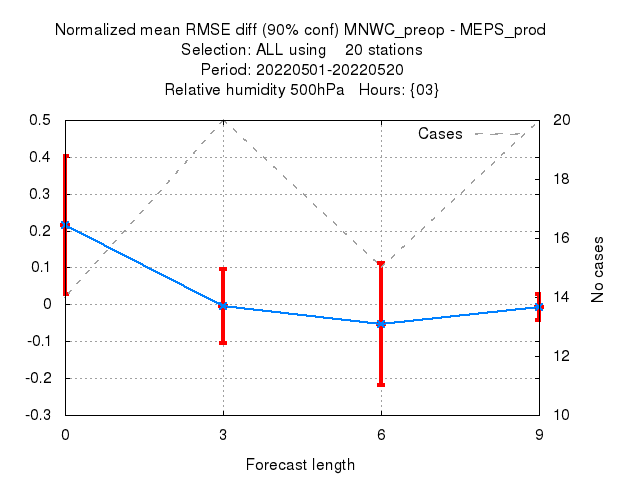 Normalized mean RMSE diff (90% conf) MNWC_preop - MEPS_prod
Selection: ALL using    20 stations
Period: 20220501-20220520
Relative humidity 500hPa   Hours: {03}
Cases
0.5
0.4
0.3
0.2
0.1
0
-0.1
-0.2
-0.3
20
18
16
14
12
10
No cases
0
3
6
9
Forecast length